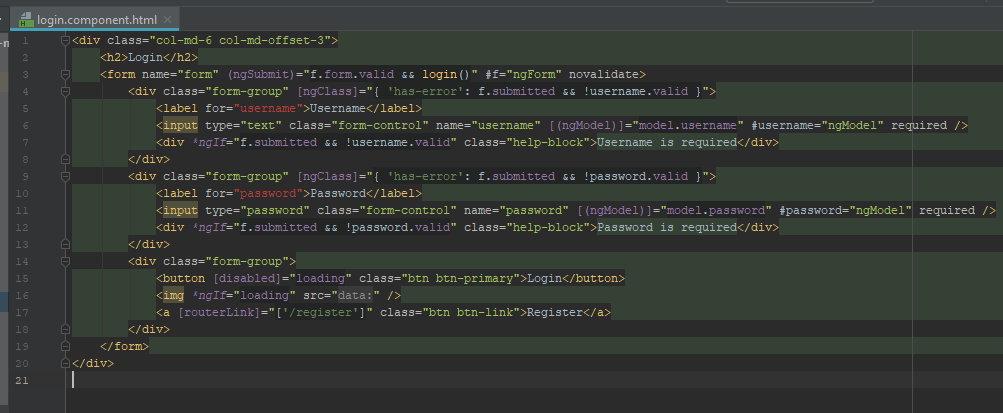 login.component.html
1 <div class="col-md-6 col-md-offset-3">
2 <h2>Login</h2>
3 <form name="form" (ngSubmit)="f.form.valid && login()" #f="ngForm" novalidate>
4 <div class="form-group" [ngClass]="{ 'has-error': f.submitted && !username.valid }">
5 <label for="username">Username</label>
6 <input type="text" class="form-control" name="username" [(ngModel)]="model.username" #username="ngModel" required />
7 <div *ngIf="f.submitted && !username.valid" class="help-block">Username is required</div>
8 </div>
9 <div class="form-group" [ngClass]="{ 'has-error': f.submitted && !password.valid }">
10 <label for="password">Password</label>
11 <input type="password" class="form-control" name="password" [(ngModel)]="model.password" #password="ngModel" required />
12 <div *ngIf="f.submitted && !password.valid" class="help-block">Password is required</div>
13 </div>
14 <div class="form-group">
15 <button [disabled]="loading" class="btn btn-primary">Login</button>
16 <img *ngIf="loading" src="data:" />
17 <a [routerLink]="['/register']" class="btn btn-link">Register</a>
18 </div>
19 </form>
20 </div>
21